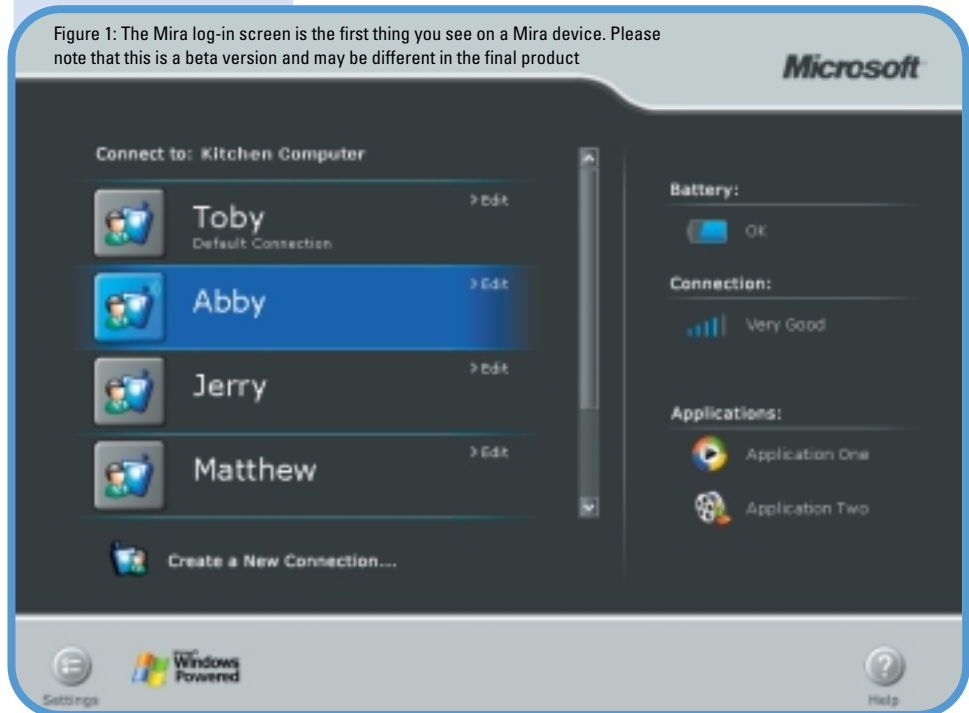 Figure 1: The Mira log-in screen is the first thing you see on a Mira device. Please
note that this is a beta version and may be different in the final product
Microsoft
Connect to: Kitchen Computer
Toby
Default Connection
> Edit
Abby
> Edit
Jerry
> Edit
Matthew
> Edit
Create a New Connection...
Battery:
OK
Connection:
Very Good
Applications:
Application One
Application Two
Settings
Windows
Powered
Help